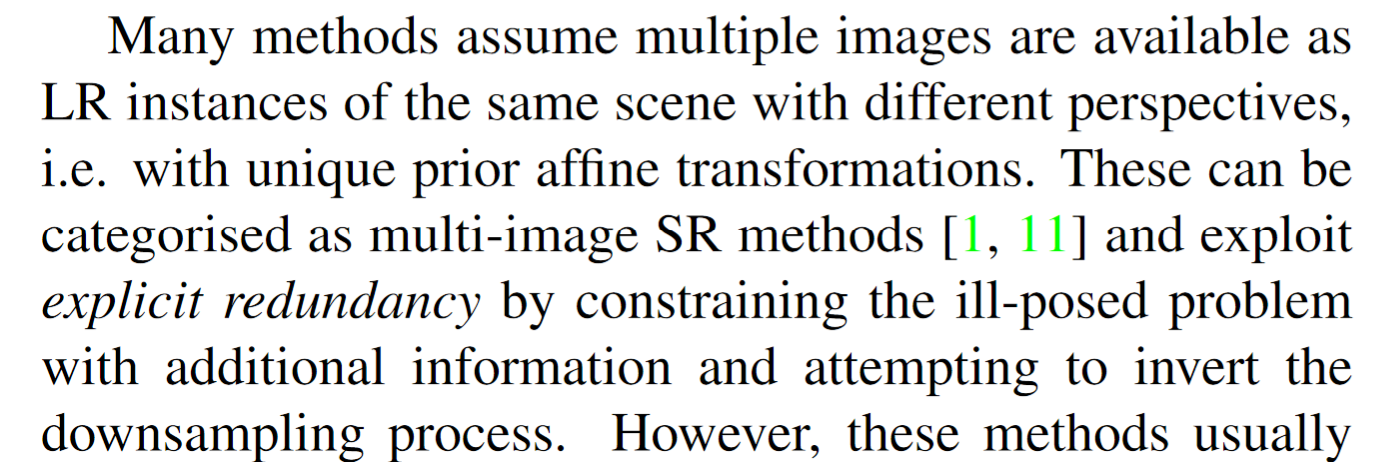 Many methods assume multiple images are available as
LR instances of the same scene with different perspectives,
i.e. with unique prior affine transformations. These can be
categorised as multi-image SR methods [1, 11] and exploit
explicit redundancy by constraining the ill-posed problem
with additional information and attempting to invert the
downsampling process. However, these methods usually